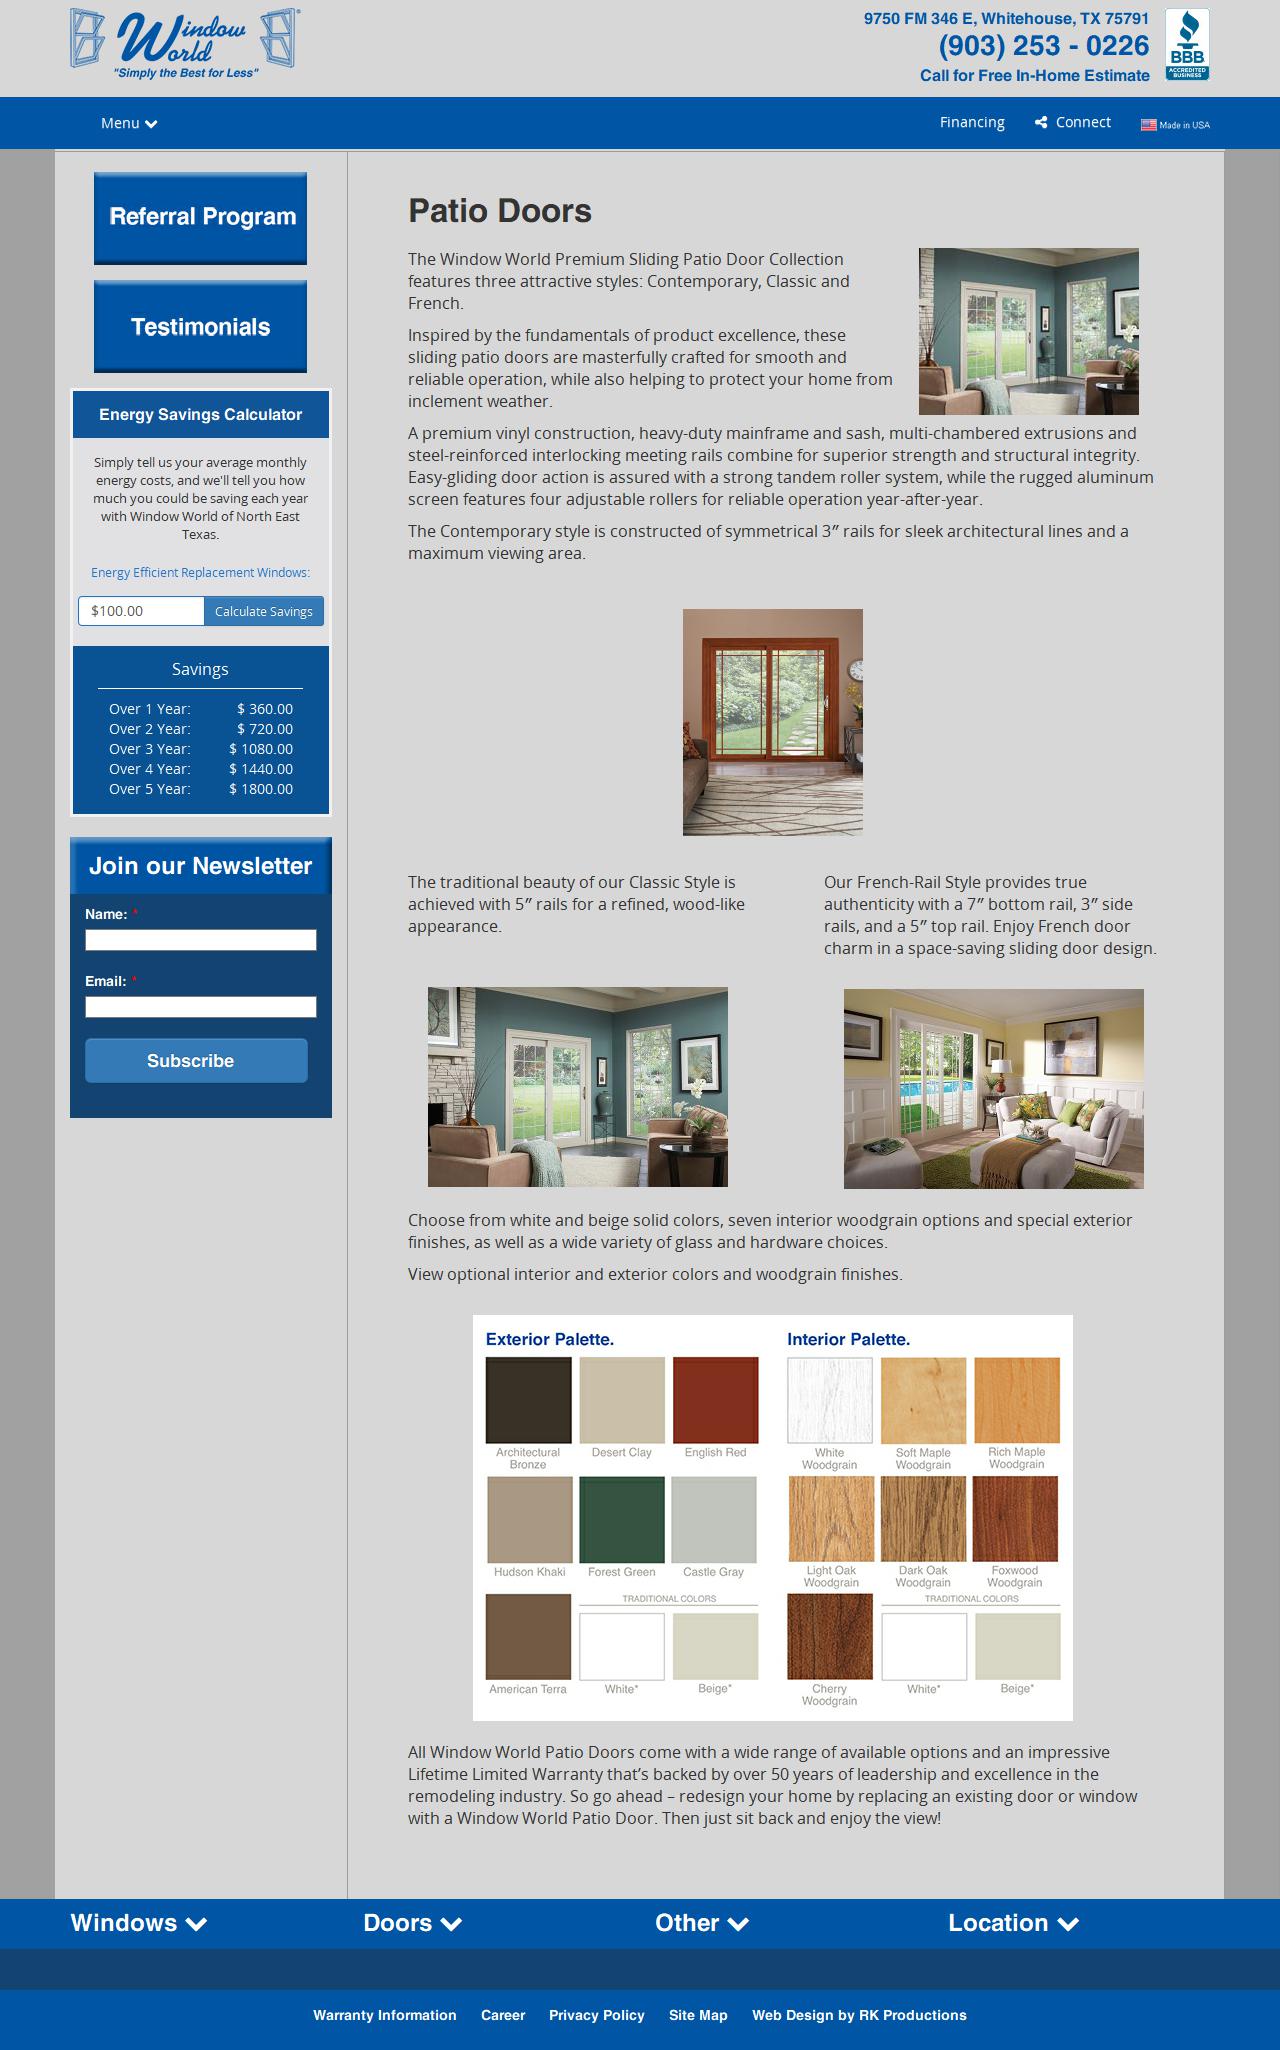 Window World®
"Simply the Best for Less"
9750 FM 346 E, Whitehouse, TX 75791
(903) 253 - 0226
Call for Free In-Home Estimate
BBB
ACCREDITED
BUSINESS
Menu
Financing
Connect
Made in USA
Referral Program
Testimonials
Energy Savings Calculator
Simply tell us your average monthly
energy costs, and we'll tell you how
much you could be saving each year
with Window World of North East
Texas.
Energy Efficient Replacement Windows:
$100.00
Calculate Savings
Savings
Over 1 Year: $ 360.00
Over 2 Year: $ 720.00
Over 3 Year: $ 1080.00
Over 4 Year: $ 1440.00
Over 5 Year: $ 1800.00
Join our Newsletter
Name: *
Email: *
Subscribe
Patio Doors
The Window World Premium Sliding Patio Door Collection
features three attractive styles: Contemporary, Classic and
French.
Inspired by the fundamentals of product excellence, these
sliding patio doors are masterfully crafted for smooth and
reliable operation, while also helping to protect your home from
inclement weather.
A premium vinyl construction, heavy-duty mainframe and sash, multi-chambered extrusions and
steel-reinforced interlocking meeting rails combine for superior strength and structural integrity.
Easy-gliding door action is assured with a strong tandem roller system, while the rugged aluminum
screen features four adjustable rollers for reliable operation year-after-year.
The Contemporary style is constructed of symmetrical 3″ rails for sleek architectural lines and a
maximum viewing area.
The traditional beauty of our Classic Style is
achieved with 5″ rails for a refined, wood-like
appearance.
Our French-Rail Style provides true
authenticity with a 7″ bottom rail, 3″ side
rails, and a 5″ top rail. Enjoy French door
charm in a space-saving sliding door design.
Choose from white and beige solid colors, seven interior woodgrain options and special exterior
finishes, as well as a wide variety of glass and hardware choices.
View optional interior and exterior colors and woodgrain finishes.
Exterior Palette.
Architectural
Bronze
Desert Clay
English Red
Hudson Khaki
Forest Green
Castle Gray
TRADITIONAL COLORS
American Terra
White*
Beige*
Interior Palette.
White
Woodgrain
Soft Maple
Woodgrain
Rich Maple
Woodgrain
Light Oak
Woodgrain
Dark Oak
Woodgrain
Foxwood
Woodgrain
TRADITIONAL COLORS
Cherry
Woodgrain
White*
Beige*
All Window World Patio Doors come with a wide range of available options and an impressive
Lifetime Limited Warranty that’s backed by over 50 years of leadership and excellence in the
remodeling industry. So go ahead – redesign your home by replacing an existing door or window
with a Window World Patio Door. Then just sit back and enjoy the view!
Windows
Doors
Other
Location
Warranty Information
Career
Privacy Policy
Site Map
Web Design by RK Productions